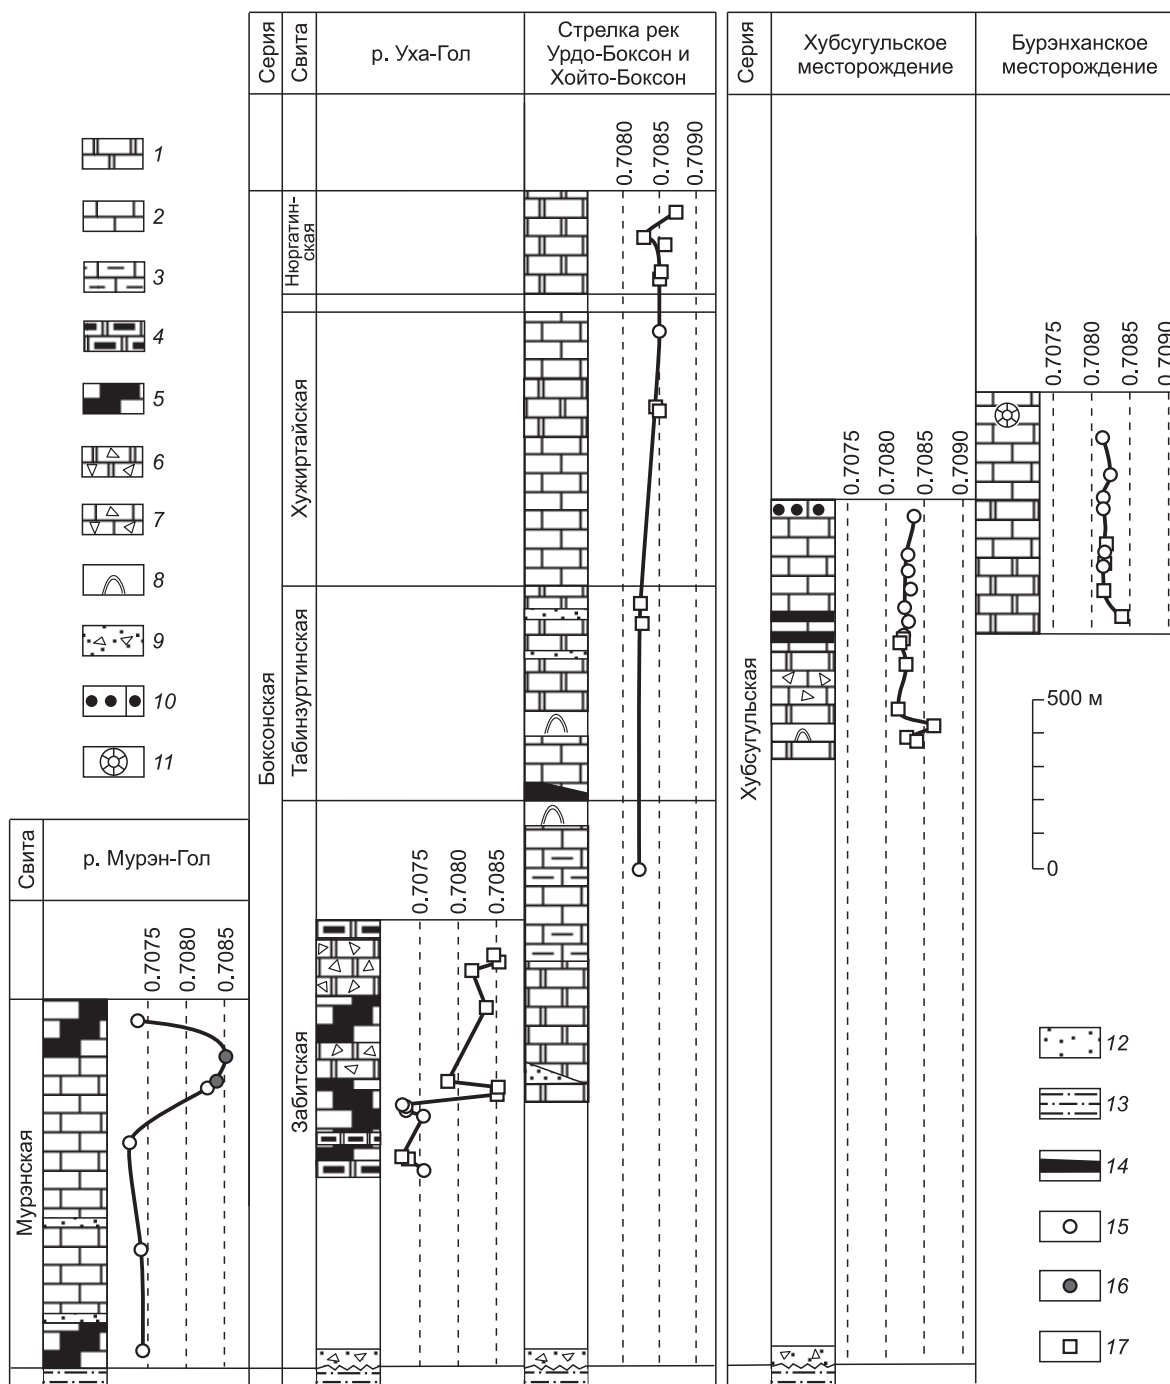 Серия
Свита
р. Уха-Гол
Стрелка рек
Урдо-Боксон и
Хойто-Боксон
Серия
Хубсугульское
месторождение
Бурэнханское
месторождение
1
2
3
4
5
6
7
8
9
10
11
0.7080
0.7085
0.7090
Боксонская
Нюргатин-
ская
Хужиртайская
Табинзуртинская
Забитская
0.7075
0.7080
0.7085
Хубсугульская
0.7075
0.7080
0.7085
0.7090
0.7075
0.7080
0.7085
0.7090
500 м
0
Свита
р. Мурэн-Гол
Мурэнская
0.7075
0.7080
0.7085
12
13
14
15
16
17